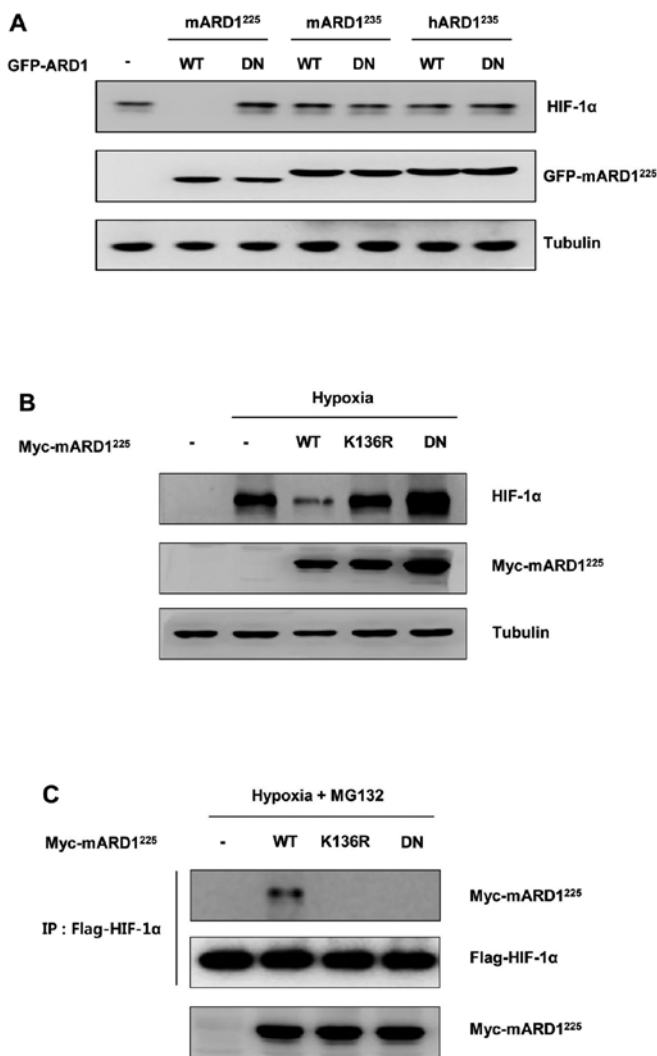 A
mARD1²²⁵ mARD1²³⁵ hARD1²³⁵
GFP-ARD1 - WT DN WT DN WT DN
HIF-1α
GFP-mARD1²²⁵
Tubulin
B
Hypoxia
Myc-mARD1²²⁵ - - WT K136R DN
HIF-1α
Myc-mARD1²²⁵
Tubulin
C
Hypoxia + MG132
Myc-mARD1²²⁵ - WT K136R DN
Myc-mARD1²²⁵
IP : Flag-HIF-1α
Flag-HIF-1α
Myc-mARD1²²⁵